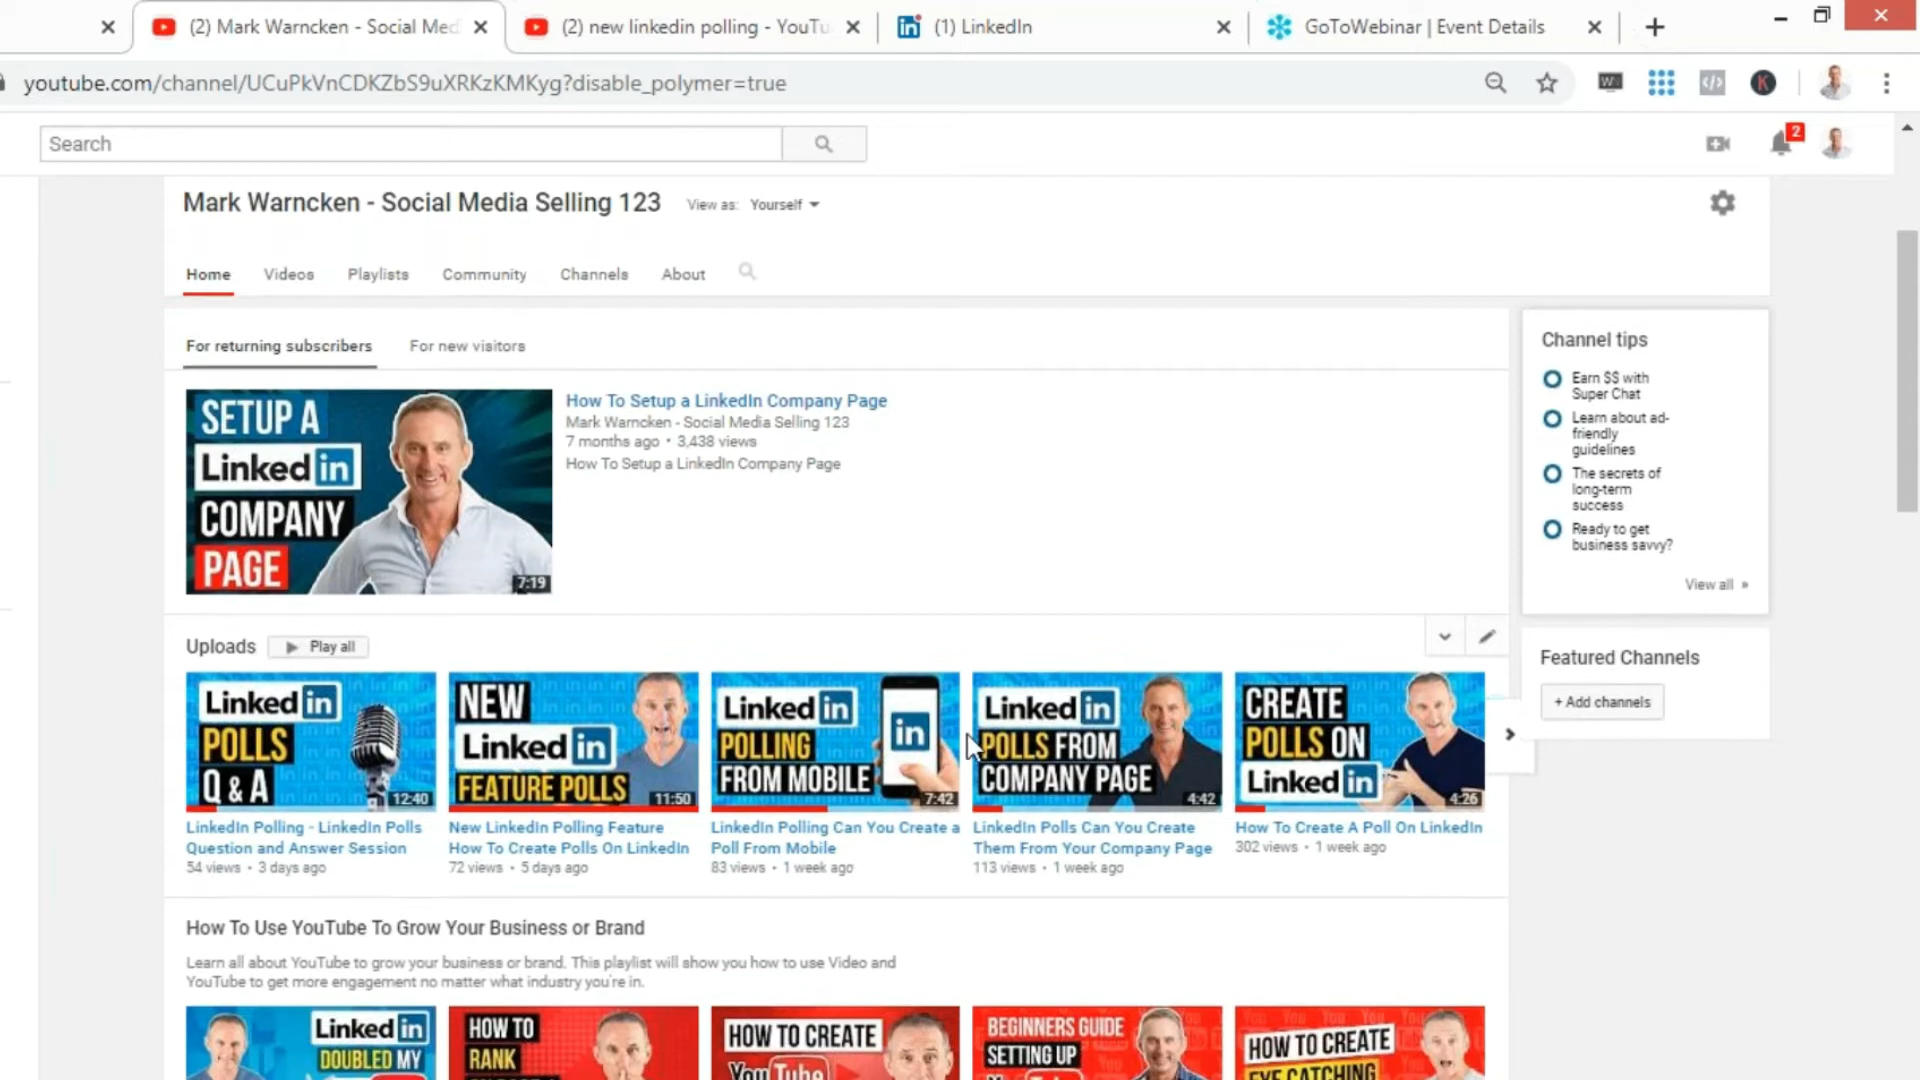 (2) Mark Warncken - Social Med
(2) new linkedin polling - YouTu
(1) LinkedIn
GoToWebinar | Event Details
youtube.com/channel/UCuPkVnCDKZbS9uXRKzKMKyg?disable_polymer=true
Search
2
Mark Warncken - Social Media Selling 123
View as: Yourself
Home Videos Playlists Community Channels About
For returning subscribers
For new visitors
SETUP A
Linked in
COMPANY
PAGE
7:19
How To Setup a LinkedIn Company Page
Mark Warncken - Social Media Selling 123
7 months ago • 3,438 views
How To Setup a LinkedIn Company Page
Channel tips
Earn $$ with
Super Chat
Learn about ad-
friendly
guidelines
The secrets of
long-term
success
Ready to get
business savvy?
View all »
Featured Channels
+ Add channels
Uploads
Play all
Linked in
POLLS
Q & A
12:40
LinkedIn Polling - LinkedIn Polls
Question and Answer Session
54 views • 3 days ago
NEW
Linked in
FEATURE POLLS
11:50
New LinkedIn Polling Feature
How To Create Polls On LinkedIn
72 views • 5 days ago
Linked in
POLLING
FROM MOBILE
in
7:42
LinkedIn Polling Can You Create a
Poll From Mobile
83 views • 1 week ago
Linked in
POLLS FROM
COMPANY PAGE
4:42
LinkedIn Polls Can You Create
Them From Your Company Page
113 views • 1 week ago
CREATE
POLLS ON
Linked in
4:26
How To Create A Poll On LinkedIn
302 views • 1 week ago
How To Use YouTube To Grow Your Business or Brand
Learn all about YouTube to grow your business or brand. This playlist will show you how to use Video and
YouTube to get more engagement no matter what industry you're in.
Linked in
DOUBLED MY
HOW TO
RANK
HOW TO CREATE
YouTube
BEGINNERS GUIDE
SETTING UP
HOW TO CREATE
EYE CATCHING